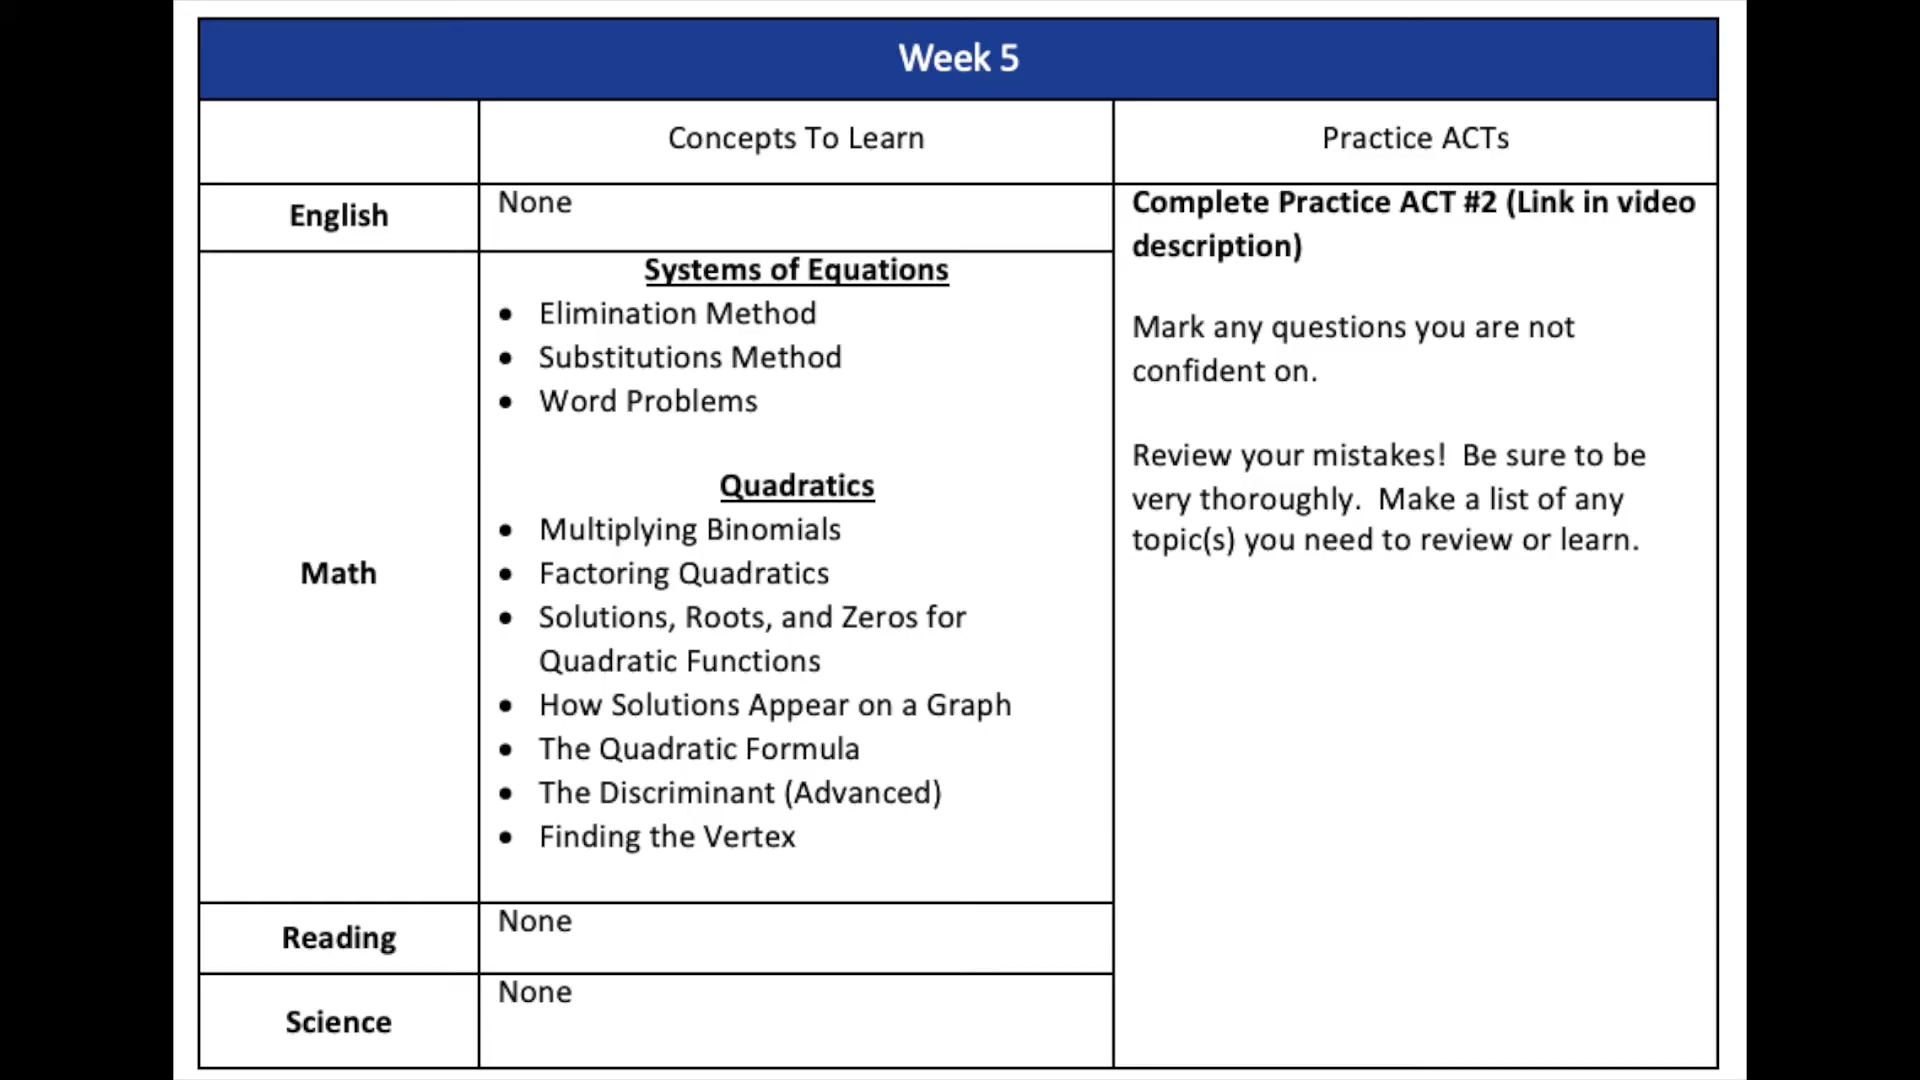 Week 5
Concepts To Learn
Practice ACTs
English
None
Complete Practice ACT #2 (Link in video
description)
Mark any questions you are not
confident on.
Review your mistakes!  Be sure to be
very thoroughly.  Make a list of any
topic(s) you need to review or learn.
Math
Systems of Equations
• Elimination Method
• Substitutions Method
• Word Problems
Quadratics
• Multiplying Binomials
• Factoring Quadratics
• Solutions, Roots, and Zeros for
Quadratic Functions
• How Solutions Appear on a Graph
• The Quadratic Formula
• The Discriminant (Advanced)
• Finding the Vertex
Reading
None
Science
None